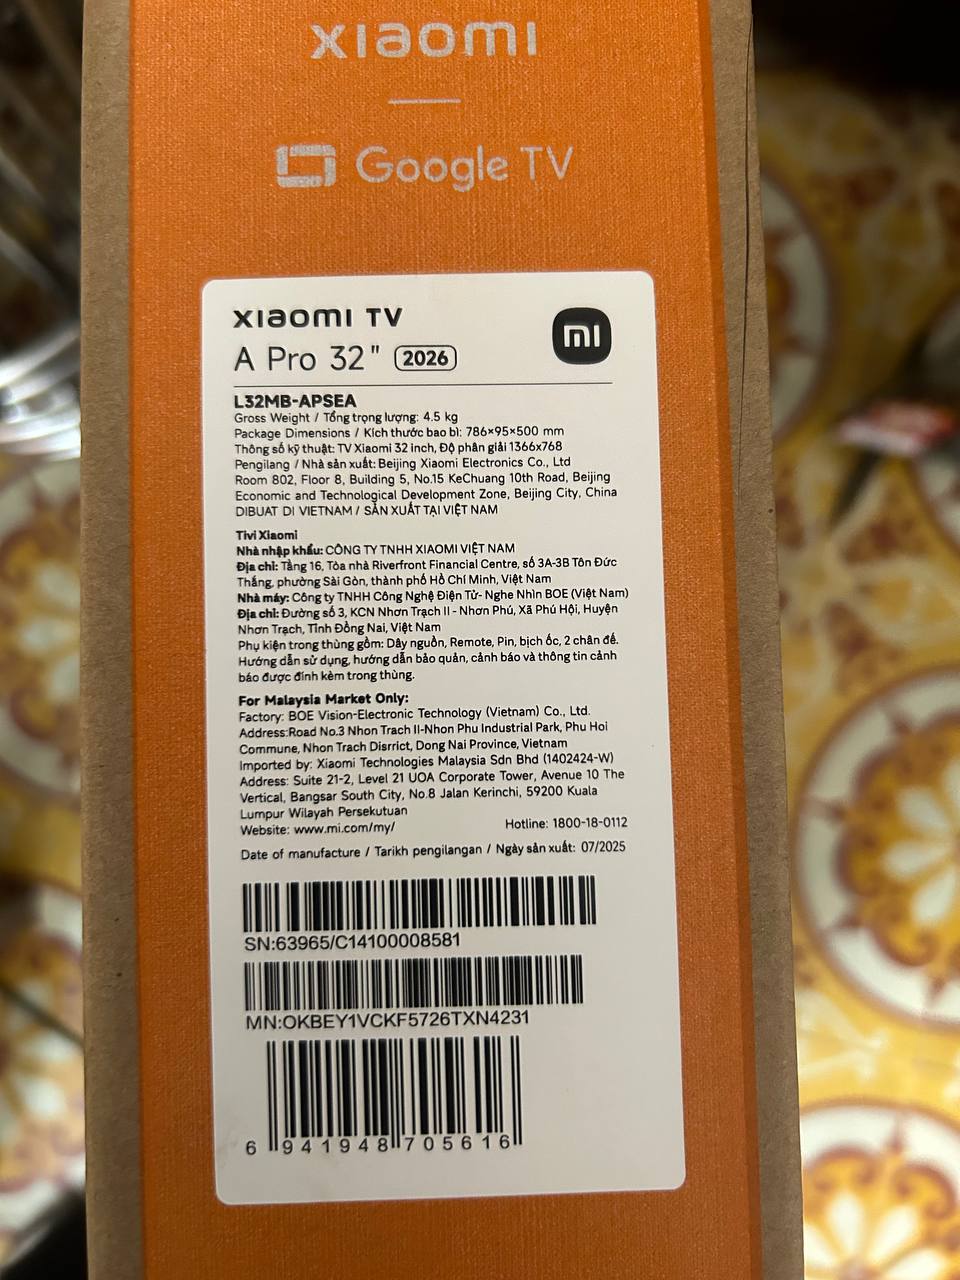 xiaomi
Google TV
xiaomi TV
mi
A Pro 32" 2026
L32MB-APSEA
Gross Weight / Tổng trọng lượng: 4.5 kg
Package Dimensions / Kích thước bao bì: 786×95×500 mm
Thông số kỹ thuật: TV Xiaomi 32 inch, Độ phân giải 1366x768
Pengilang / Nhà sản xuất: Beijing Xiaomi Electronics Co., Ltd
Room 802, Floor 8, Building 5, No.15 KeChuang 10th Road, Beijing
Economic and Technological Development Zone, Beijing City, China
DIBUAT DI VIETNAM / SẢN XUẤT TẠI VIỆT NAM
Tivi Xiaomi
Nhà nhập khẩu: CÔNG TY TNHH XIAOMI VIỆT NAM
Địa chỉ: Tầng 16, Tòa nhà Riverfront Financial Centre, số 3A-3B Tôn Đức
Thắng, phường Sài Gòn, thành phố Hồ Chí Minh, Việt Nam
Nhà máy: Công ty TNHH Công Nghệ Điện Tử- Nghe Nhìn BOE (Việt Nam)
Địa chỉ: Đường số 3, KCN Nhơn Trạch II - Nhơn Phú, Xã Phú Hội, Huyện
Nhơn Trạch, Tỉnh Đồng Nai, Việt Nam
Phụ kiện trong thùng gồm: Dây nguồn, Remote, Pin, bịch ốc, 2 chân đế.
Hướng dẫn sử dụng, hướng dẫn bảo quản, cảnh báo và thông tin cảnh
báo được đính kèm trong thùng.
For Malaysia Market Only:
Factory: BOE Vision-Electronic Technology (Vietnam) Co., Ltd.
Address:Road No.3 Nhon Trach II-Nhon Phu Industrial Park, Phu Hoi
Commune, Nhon Trach Disrrict, Dong Nai Province, Vietnam
Imported by: Xiaomi Technologies Malaysia Sdn Bhd (1402424-W)
Address: Suite 21-2, Level 21 UOA Corporate Tower, Avenue 10 The
Vertical, Bangsar South City, No.8 Jalan Kerinchi, 59200 Kuala
Lumpur Wilayah Persekutuan
Website: www.mi.com/my/ Hotline: 1800-18-0112
Date of manufacture / Tarikh pengilangan / Ngày sản xuất: 07/2025
SN:63965/C14100008581
MN:OKBEY1VCKF5726TXN4231
6 941948 705616